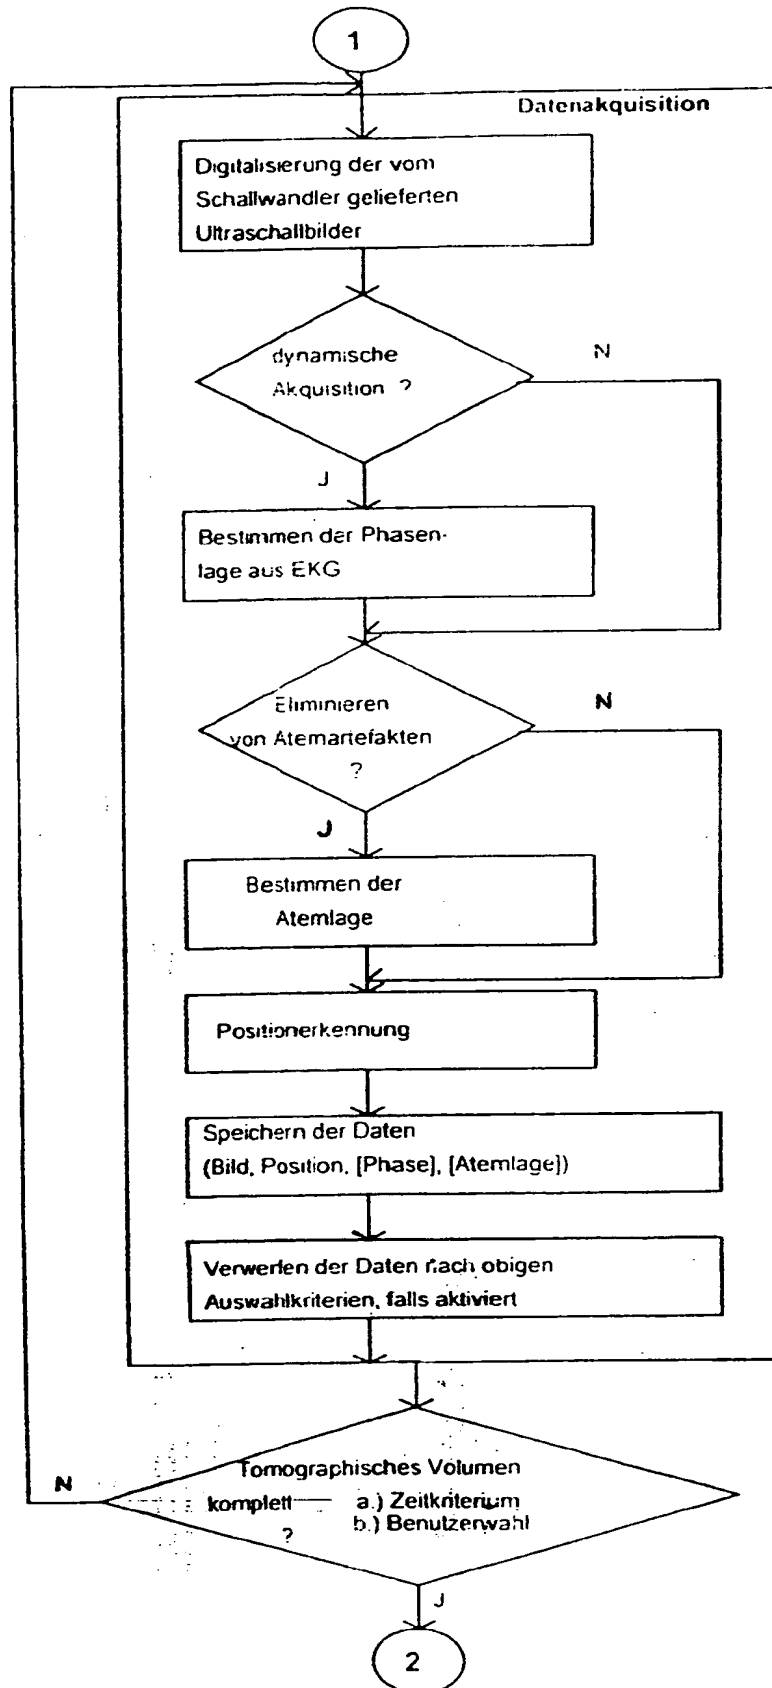 1
Datenakquisition
Digitalisierung der vom
Schallwandler gelieferten
Ultraschallbilder
dynamische
Akquisition ?
N
J
Bestimmen der Phasen-
lage aus EKG
Eliminieren
von Atemartefakten
?
N
J
Bestimmen der
Atemlage
Positionerkennung
Speichern der Daten
(Bild, Position, [Phase], [Atemlage])
Verwerfen der Daten nach obigen
Auswahlkriterien, falls aktiviert
Tomographisches Volumen
komplett a.) Zeitkriterium
? b.) Benutzerwahl
N
J
2